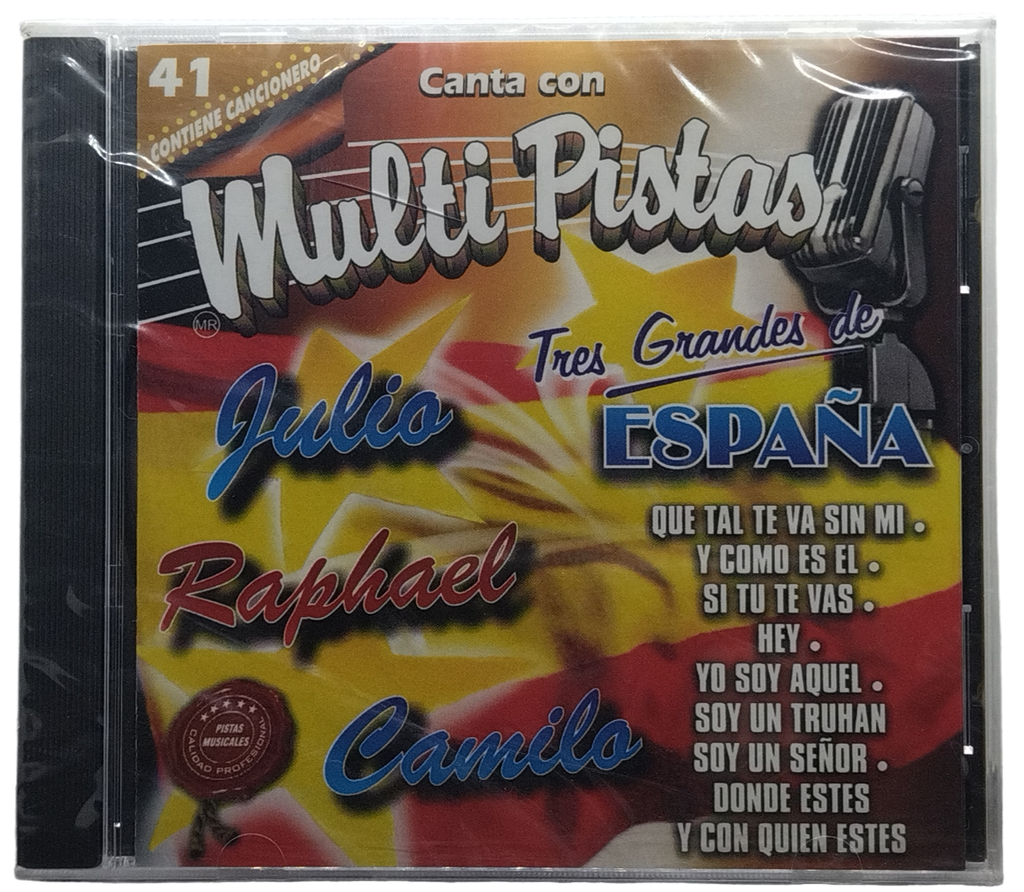 41
CONTIENE CANCIONERO
Canta con
Multi Pistas
MR
Tres Grandes de
ESPAÑA
Julio
Raphael
Camilo
QUE TAL TE VA SIN MI •
Y COMO ES EL •
SI TU TE VAS •
HEY •
YO SOY AQUEL •
SOY UN TRUHAN
SOY UN SEÑOR •
DONDE ESTES
Y CON QUIEN ESTES
★★★★★
PISTAS
MUSICALES
CALIDAD PROFESIONAL